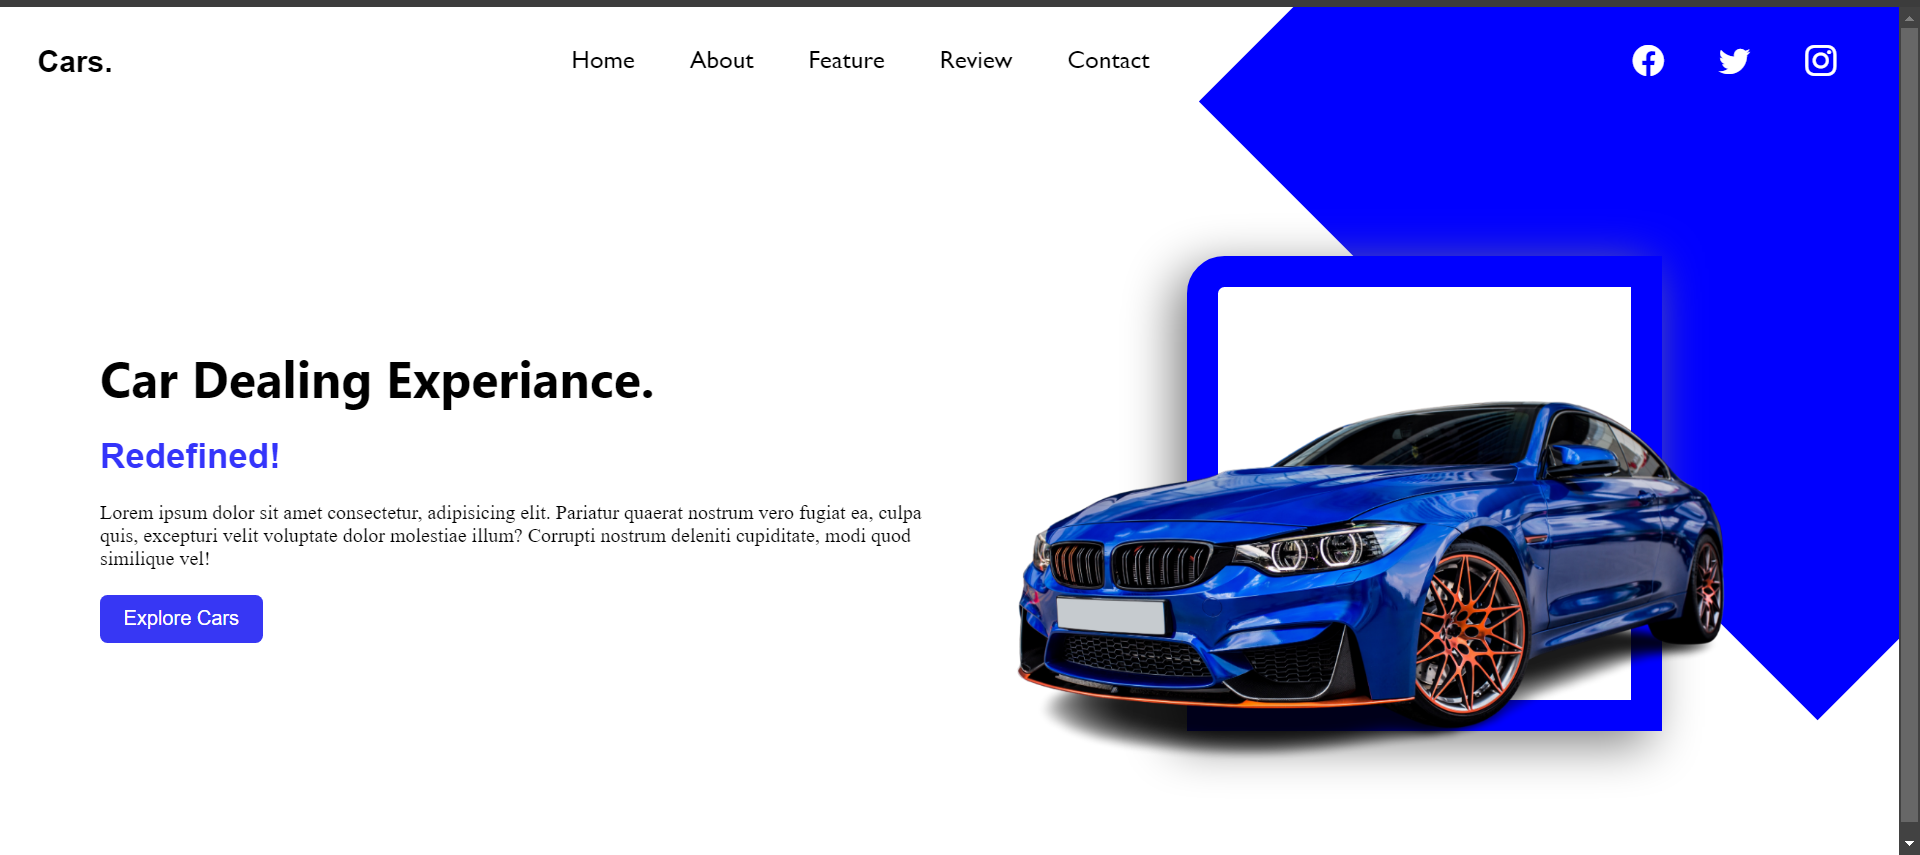 Cars.
Home
About
Feature
Review
Contact
Car Dealing Experiance.
Redefined!
Lorem ipsum dolor sit amet consectetur, adipisicing elit. Pariatur quaerat nostrum vero fugiat ea, culpa
quis, excepturi velit voluptate dolor molestiae illum? Corrupti nostrum deleniti cupiditate, modi quod
similique vel!
Explore Cars